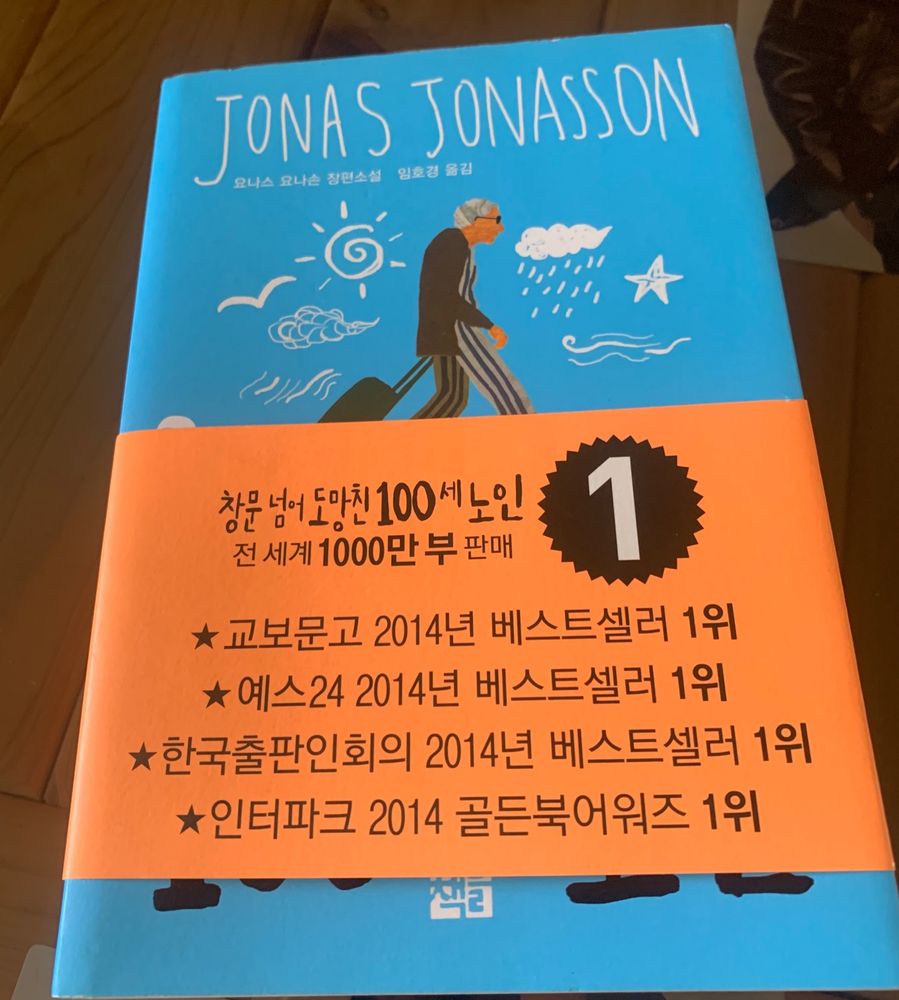 JONAS JONASSON
요나스 요나손 장편소설 임호경 옮김
창문 넘어 도망친 100세 노인
전 세계 1000만 부 판매
1
★교보문고 2014년 베스트셀러 1위
★예스24 2014년 베스트셀러 1위
★한국출판인회의 2014년 베스트셀러 1위
★인터파크 2014 골든북어워즈 1위